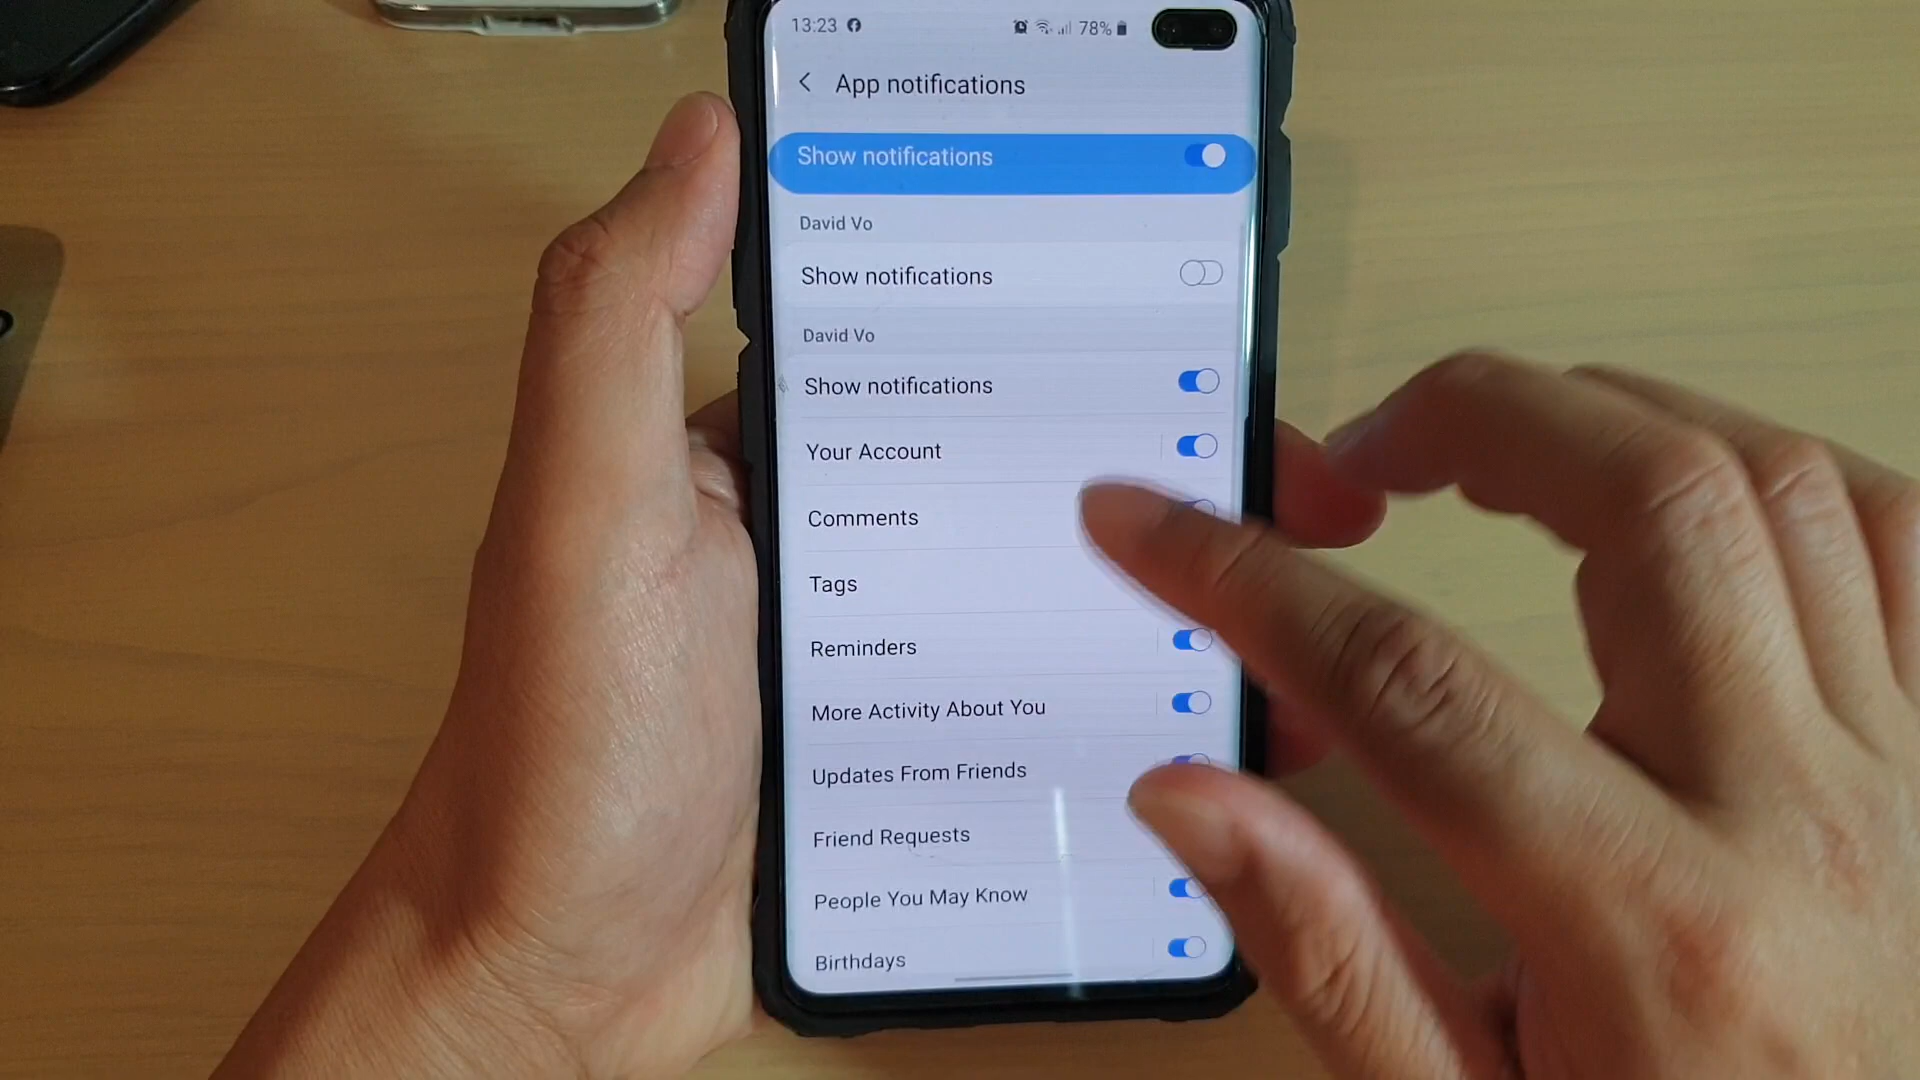 13:23 78%
App notifications
Show notifications
David Vo
Show notifications
David Vo
Show notifications
Your Account
Comments
Tags
Reminders
More Activity About You
Updates From Friends
Friend Requests
People You May Know
Birthdays